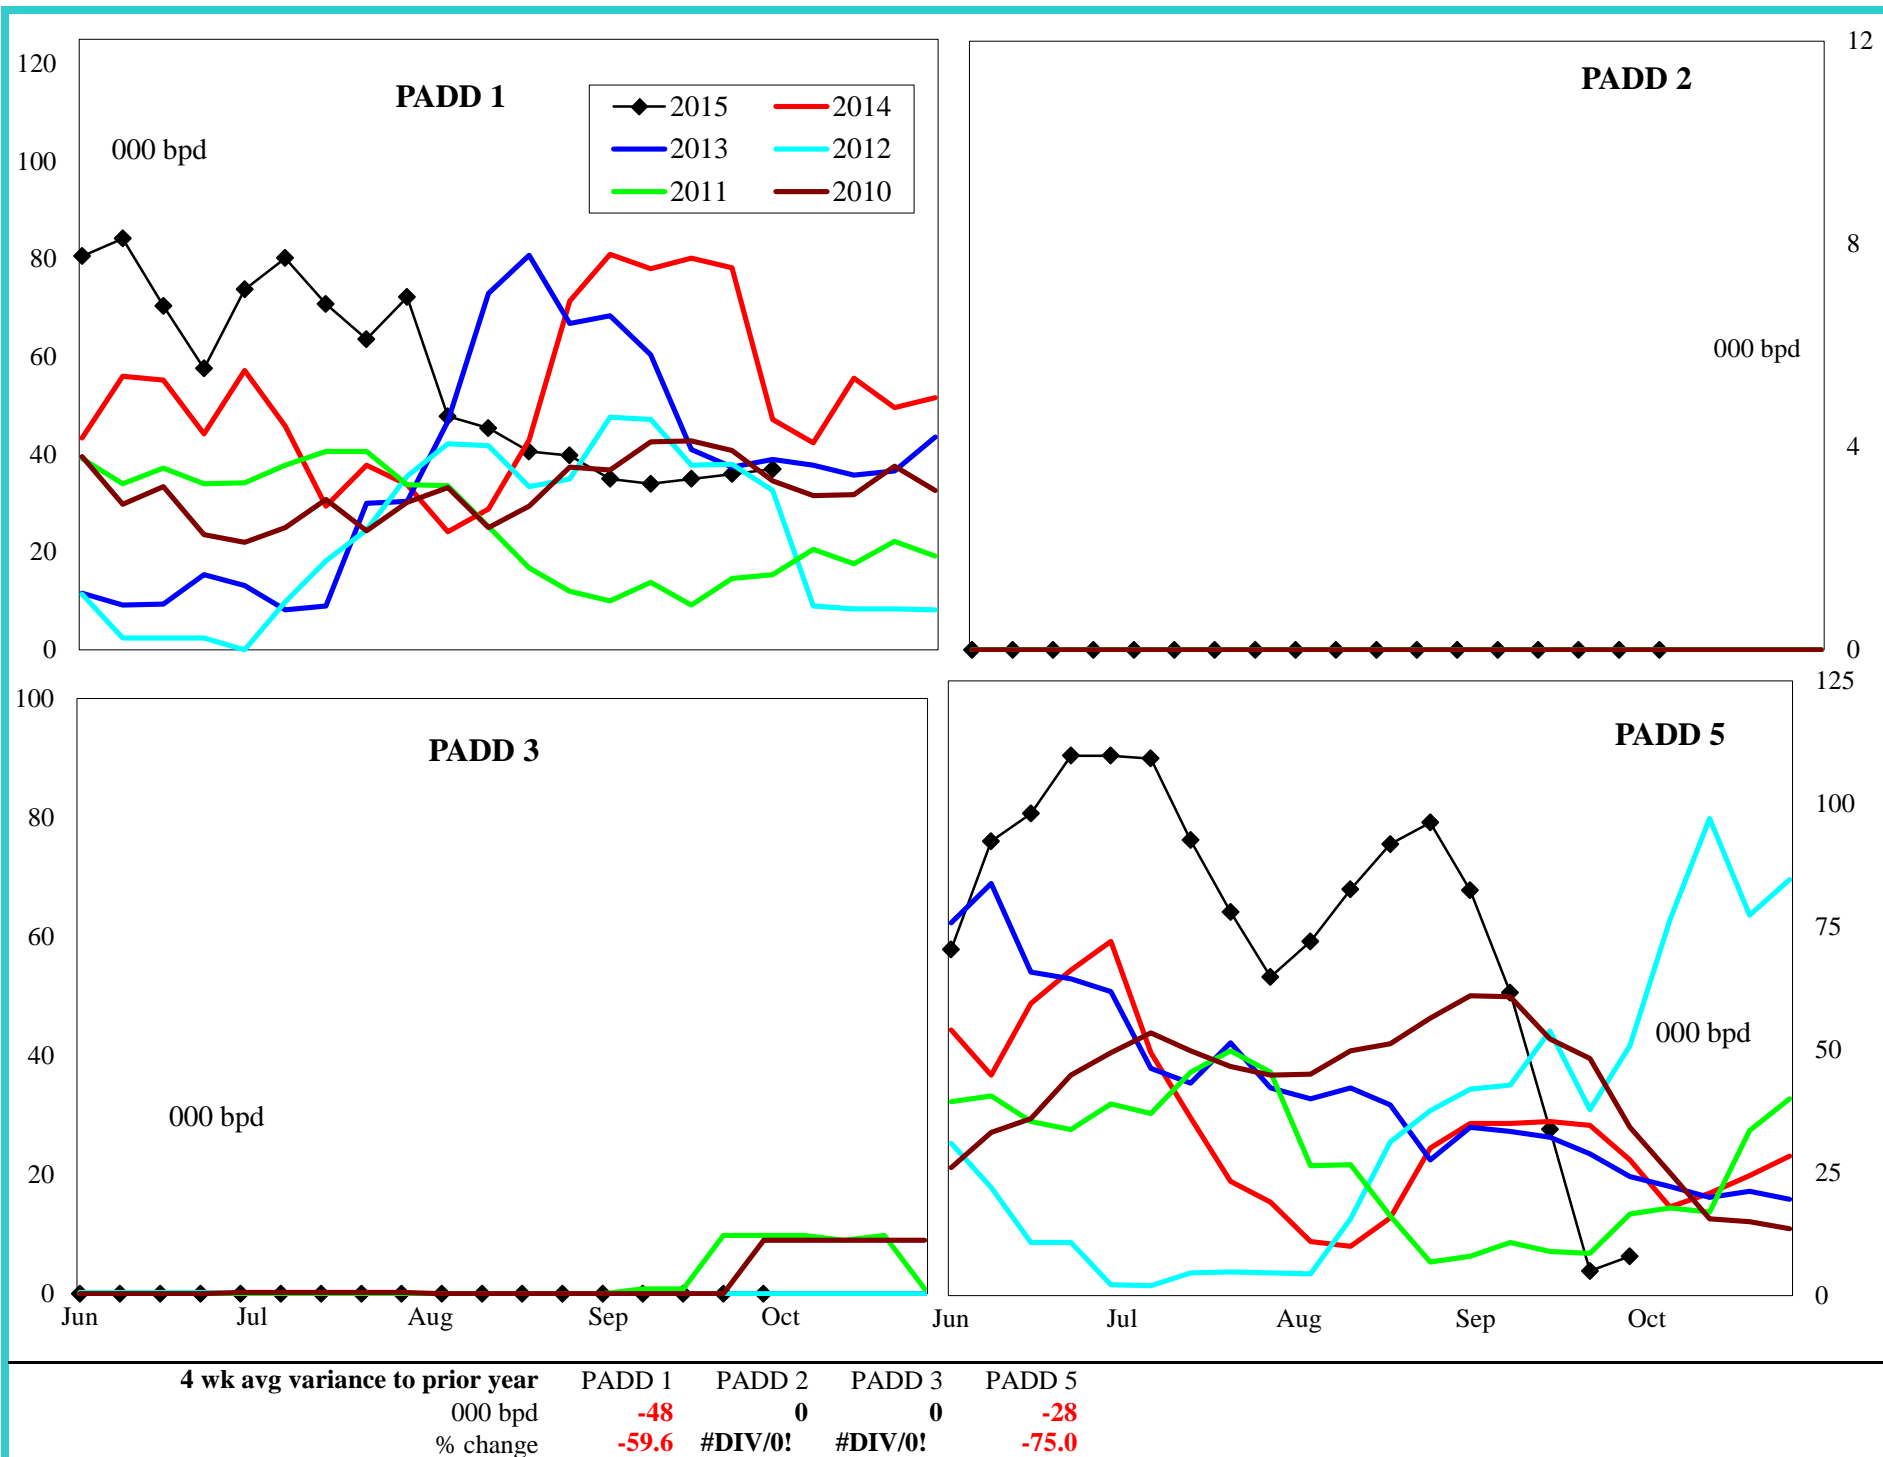 PADD 1
000 bpd
2015 2014
2013 2012
2011 2010
120
100
80
60
40
20
0
PADD 2
000 bpd
12
8
4
0
PADD 3
000 bpd
100
80
60
40
20
0
Jun Jul Aug Sep Oct
PADD 5
000 bpd
125
100
75
50
25
0
Jun Jul Aug Sep Oct
4 wk avg variance to prior year PADD 1 PADD 2 PADD 3 PADD 5
000 bpd -48 0 0 -28
% change -59.6 #DIV/0! #DIV/0! -75.0